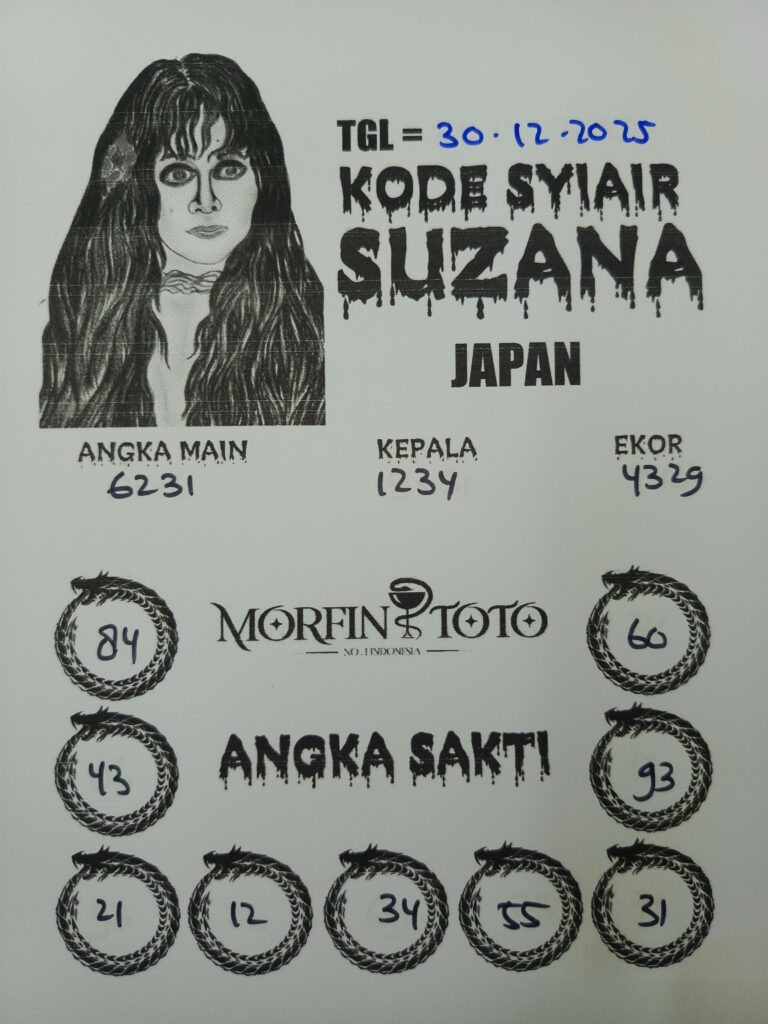 TGL = 30.12.2025
KODE SYIAIR
SUZANA
JAPAN
ANGKA MAIN KEPALA EKOR
6231 1234 4329
84 MORFIN TOTO 60
NO.1 INDONESIA
43 ANGKA SAKTI 93
21 12 34 55 31